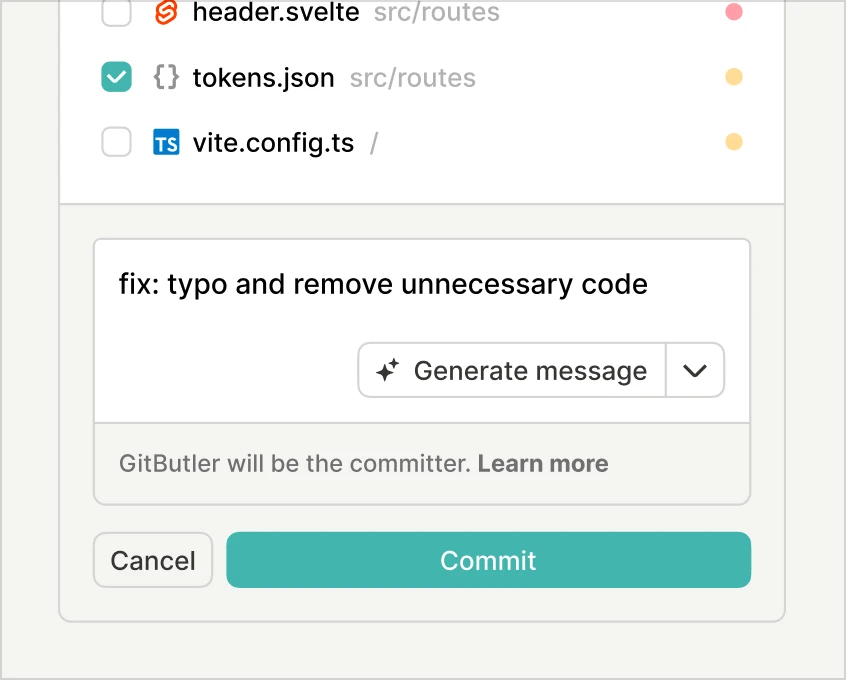 header.svelte src/routes
{} tokens.json src/routes
TS vite.config.ts /
fix: typo and remove unnecessary code
Generate message
GitButler will be the committer. Learn more
Cancel Commit